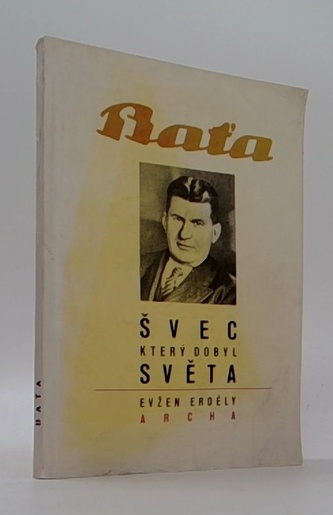 Baťa
ŠVEC
KTERÝ DOBYL
SVĚTA
EVŽEN ERDÉLY
ARCHA
BAŤA